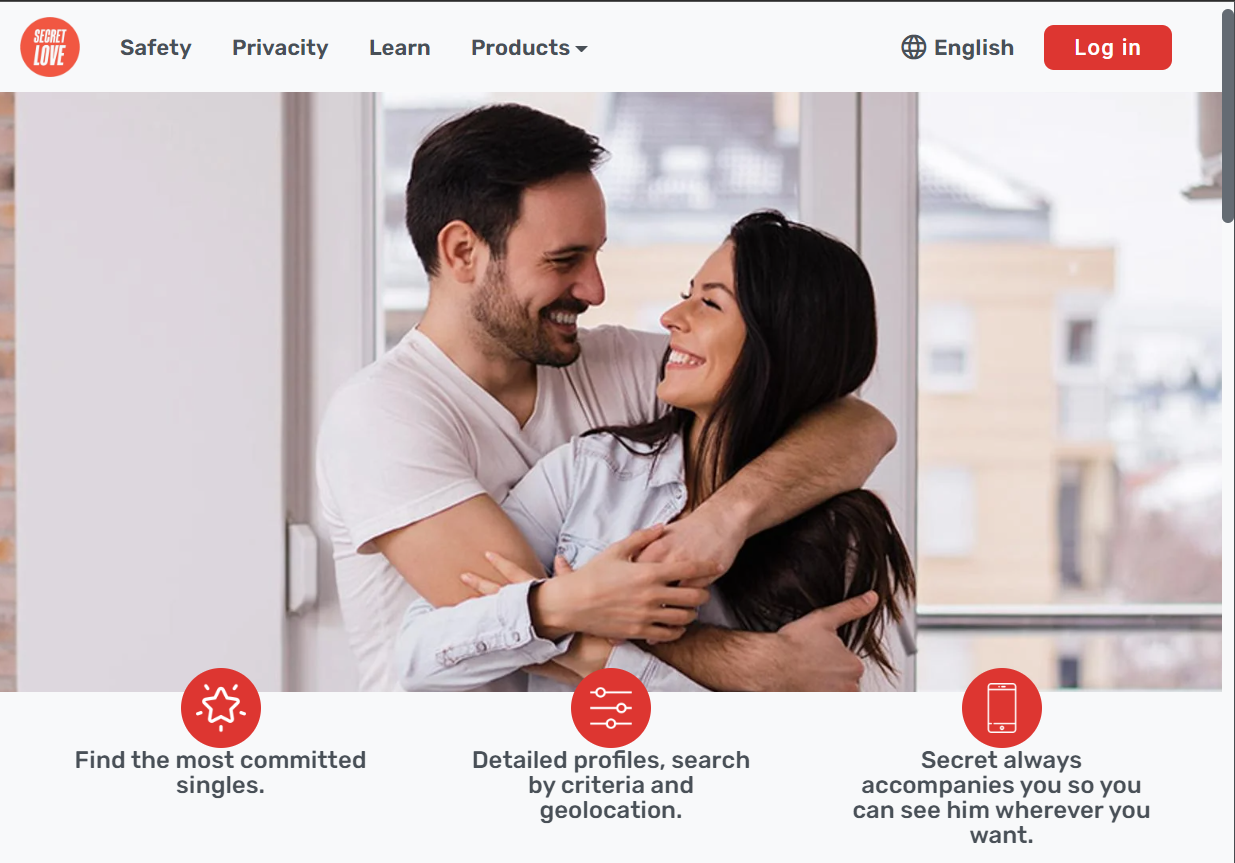 SECRET
LOVE
Safety
Privacity
Learn
Products
English
Log in
Find the most committed
singles.
Detailed profiles, search
by criteria and
geolocation.
Secret always
accompanies you so you
can see him wherever you
want.